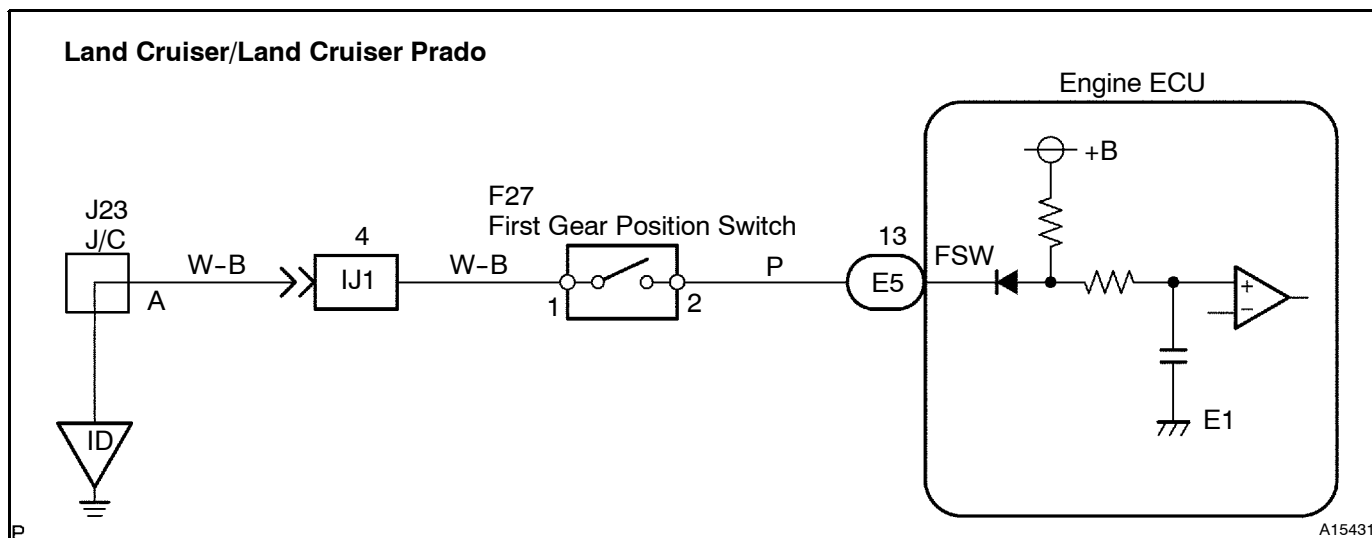 Land Cruiser/Land Cruiser Prado
Engine ECU
+B
F27
First Gear Position Switch
J23
J/C
4
13
W-B
W-B
P
FSW
IJ1
E5
A
1
2
+
-
E1
ID
P
A15431